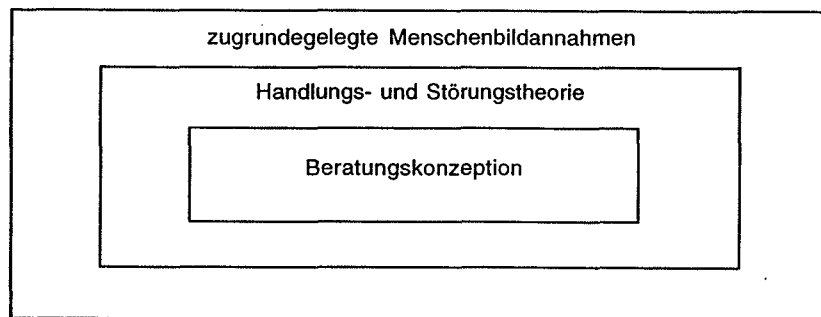 zugrundegelegte Menschenbildannahmen
Handlungs- und Störungstheorie
Beratungskonzeption